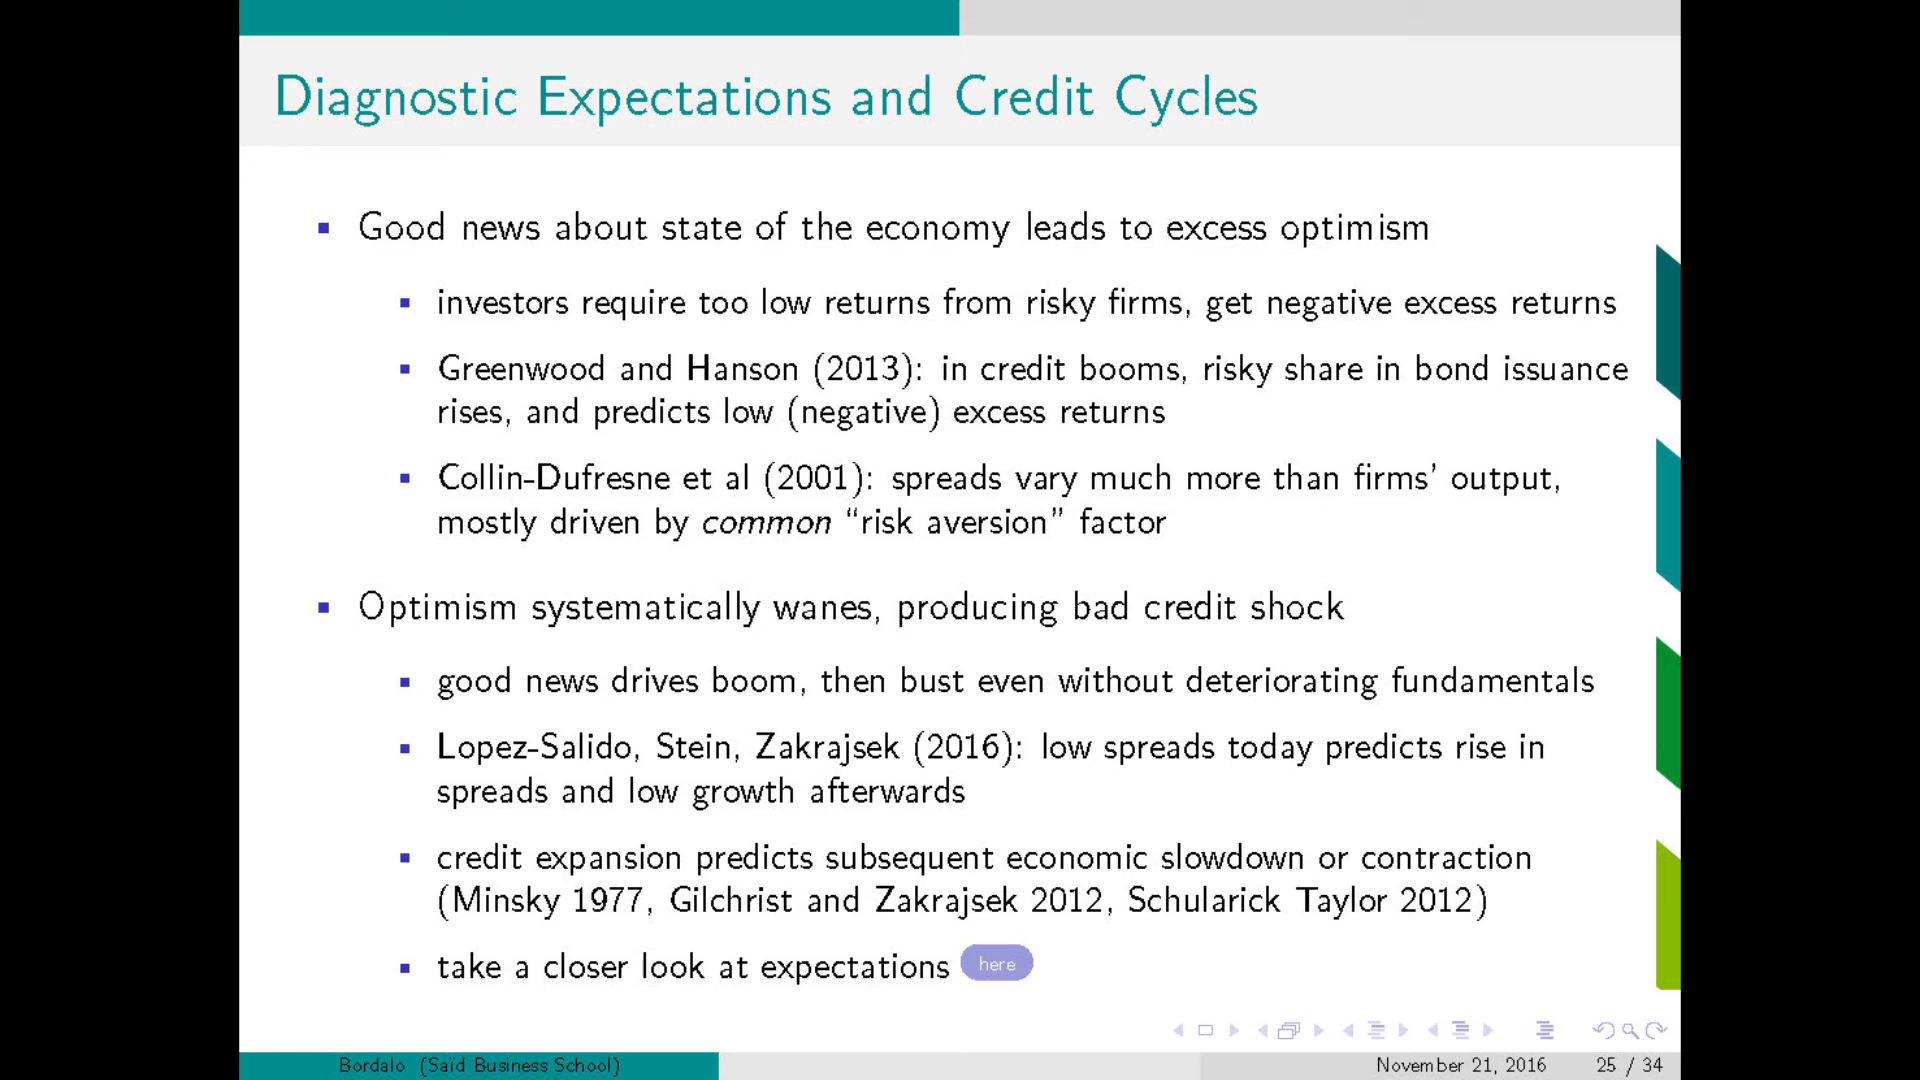 Diagnostic Expectations and Credit Cycles
Good news about state of the economy leads to excess optimism
investors require too low returns from risky firms, get negative excess returns
Greenwood and Hanson (2013): in credit booms, risky share in bond issuance
rises, and predicts low (negative) excess returns
Collin-Dufresne et al (2001): spreads vary much more than firms' output,
mostly driven by common “risk aversion” factor
Optimism systematically wanes, producing bad credit shock
good news drives boom, then bust even without deteriorating fundamentals
Lopez-Salido, Stein, Zakrajsek (2016): low spreads today predicts rise in
spreads and low growth afterwards
credit expansion predicts subsequent economic slowdown or contraction
(Minsky 1977, Gilchrist and Zakrajsek 2012, Schularick Taylor 2012)
take a closer look at expectations here
Bordalo (Saïd Business School) November 21, 2016 25 / 34